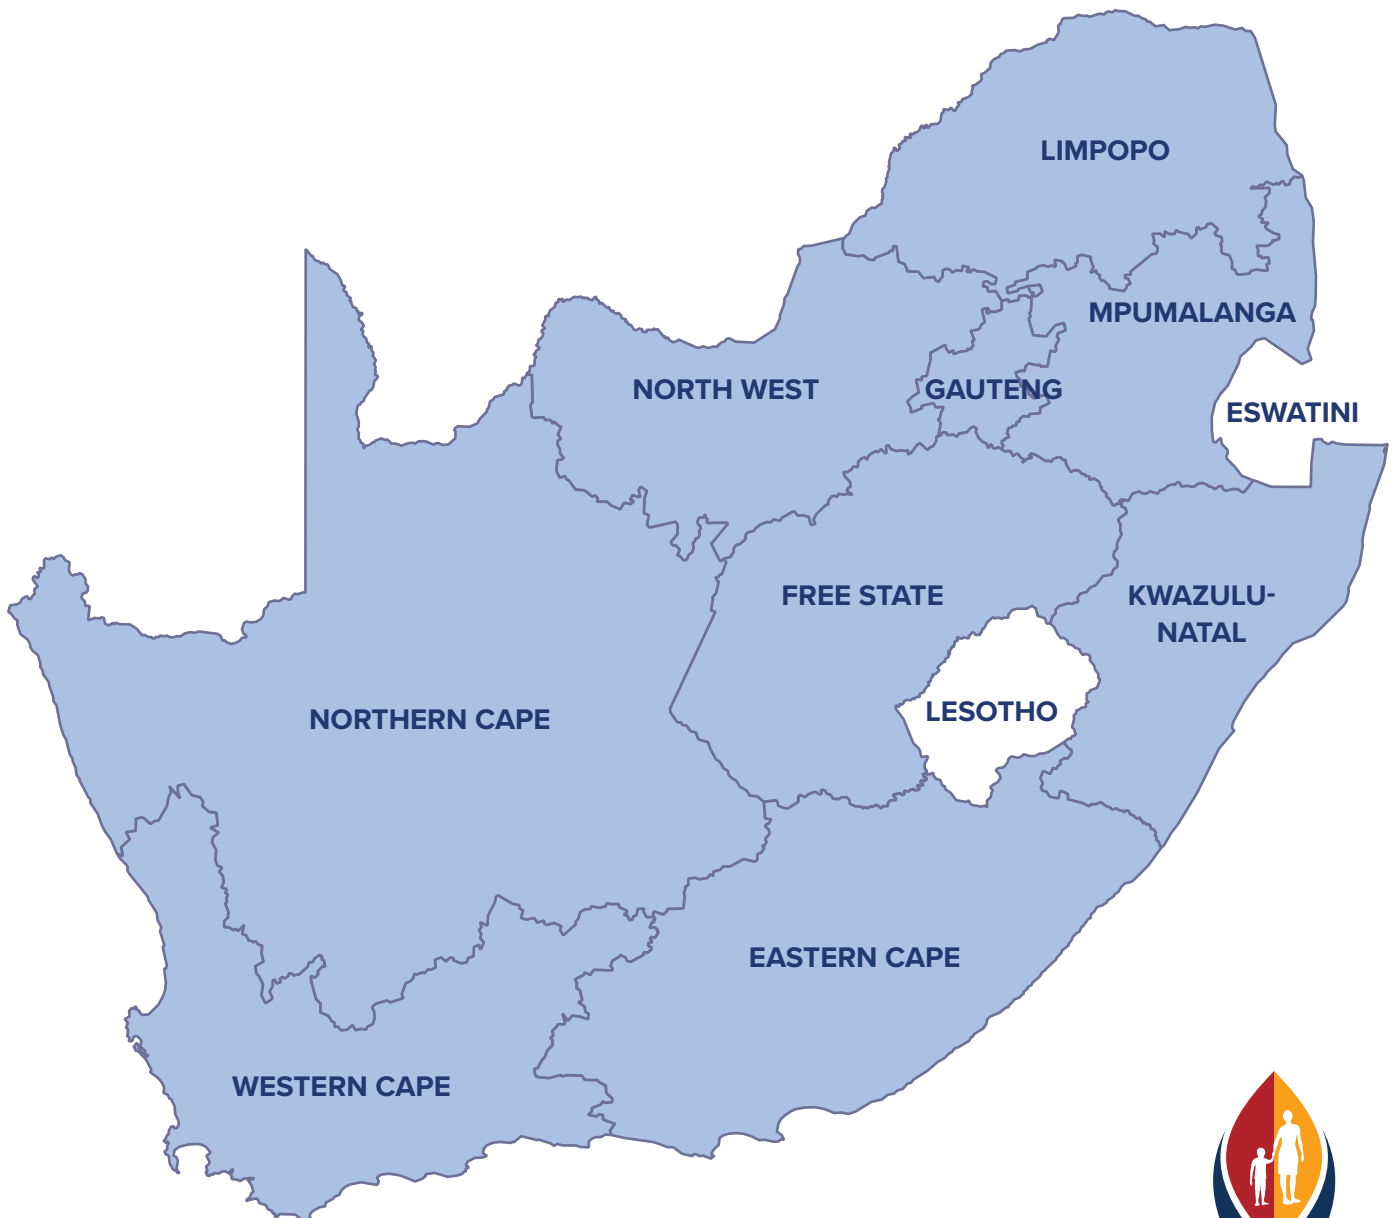 LIMPOPO
MPUMALANGA
NORTH WEST
GAUTENG
ESWATINI
FREE STATE
KWAZULU-
NATAL
LESOTHO
NORTHERN CAPE
EASTERN CAPE
WESTERN CAPE